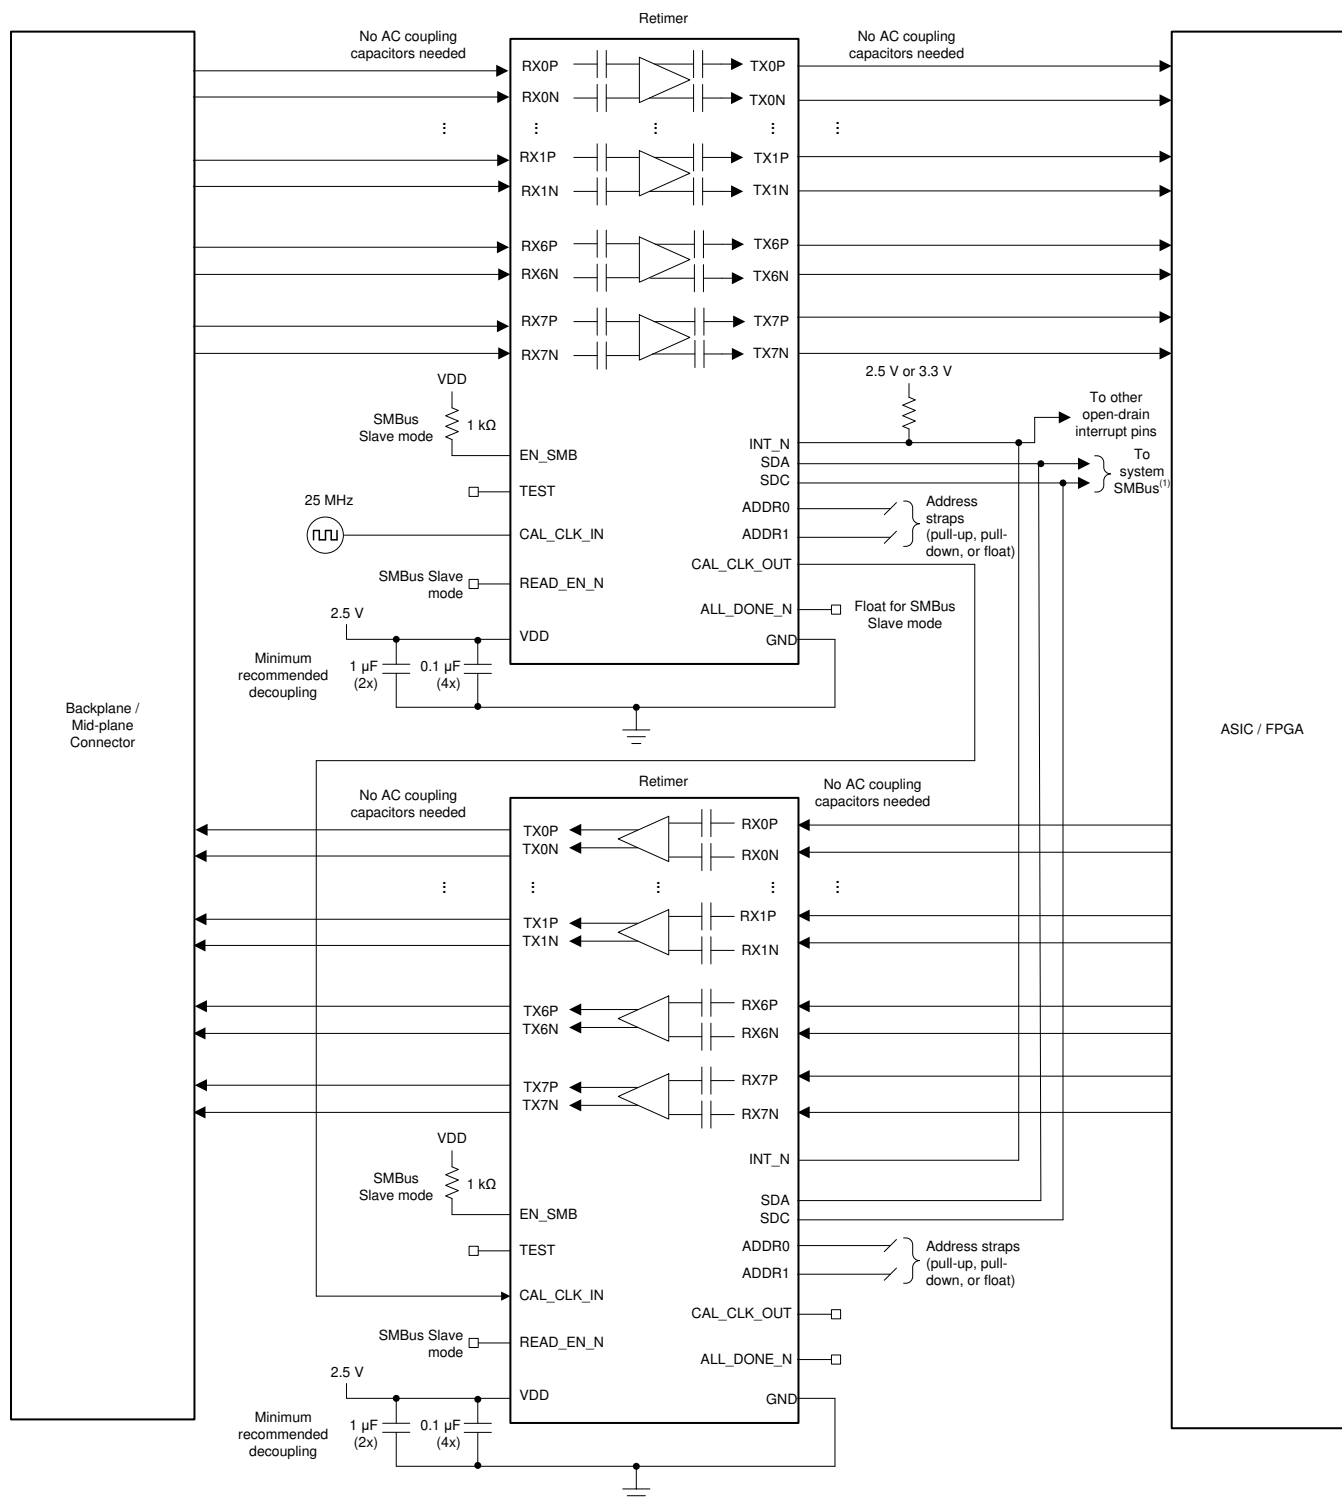 Retimer
No AC coupling
capacitors needed
No AC coupling
capacitors needed
RX0P
TX0P
RX0N
TX0N
...
...
...
...
...
RX1P
TX1P
RX1N
TX1N
RX6P
TX6P
RX6N
TX6N
RX7P
TX7P
RX7N
TX7N
VDD
SMBus
Slave mode
1 kΩ
EN_SMB
TEST
25 MHz
CAL_CLK_IN
SMBus Slave
mode
READ_EN_N
2.5 V
VDD
Minimum
recommended
decoupling
1 µF
(2x)
0.1 µF
(4x)
2.5 V or 3.3 V
To other
open-drain
interrupt pins
INT_N
SDA
SDC
To
system
SMBus(1)
ADDR0
ADDR1
Address
straps
(pull-up, pull-
down, or float)
CAL_CLK_OUT
ALL_DONE_N
Float for SMBus
Slave mode
GND
Backplane /
Mid-plane
Connector
ASIC / FPGA
Retimer
No AC coupling
capacitors needed
No AC coupling
capacitors needed
TX0P
RX0P
TX0N
RX0N
...
...
...
...
...
TX1P
RX1P
TX1N
RX1N
TX6P
RX6P
TX6N
RX6N
TX7P
RX7P
TX7N
RX7N
VDD
SMBus
Slave mode
1 kΩ
EN_SMB
TEST
CAL_CLK_IN
SMBus Slave
mode
READ_EN_N
2.5 V
VDD
Minimum
recommended
decoupling
1 µF
(2x)
0.1 µF
(4x)
INT_N
SDA
SDC
ADDR0
ADDR1
Address straps
(pull-up, pull-
down, or float)
CAL_CLK_OUT
ALL_DONE_N
GND